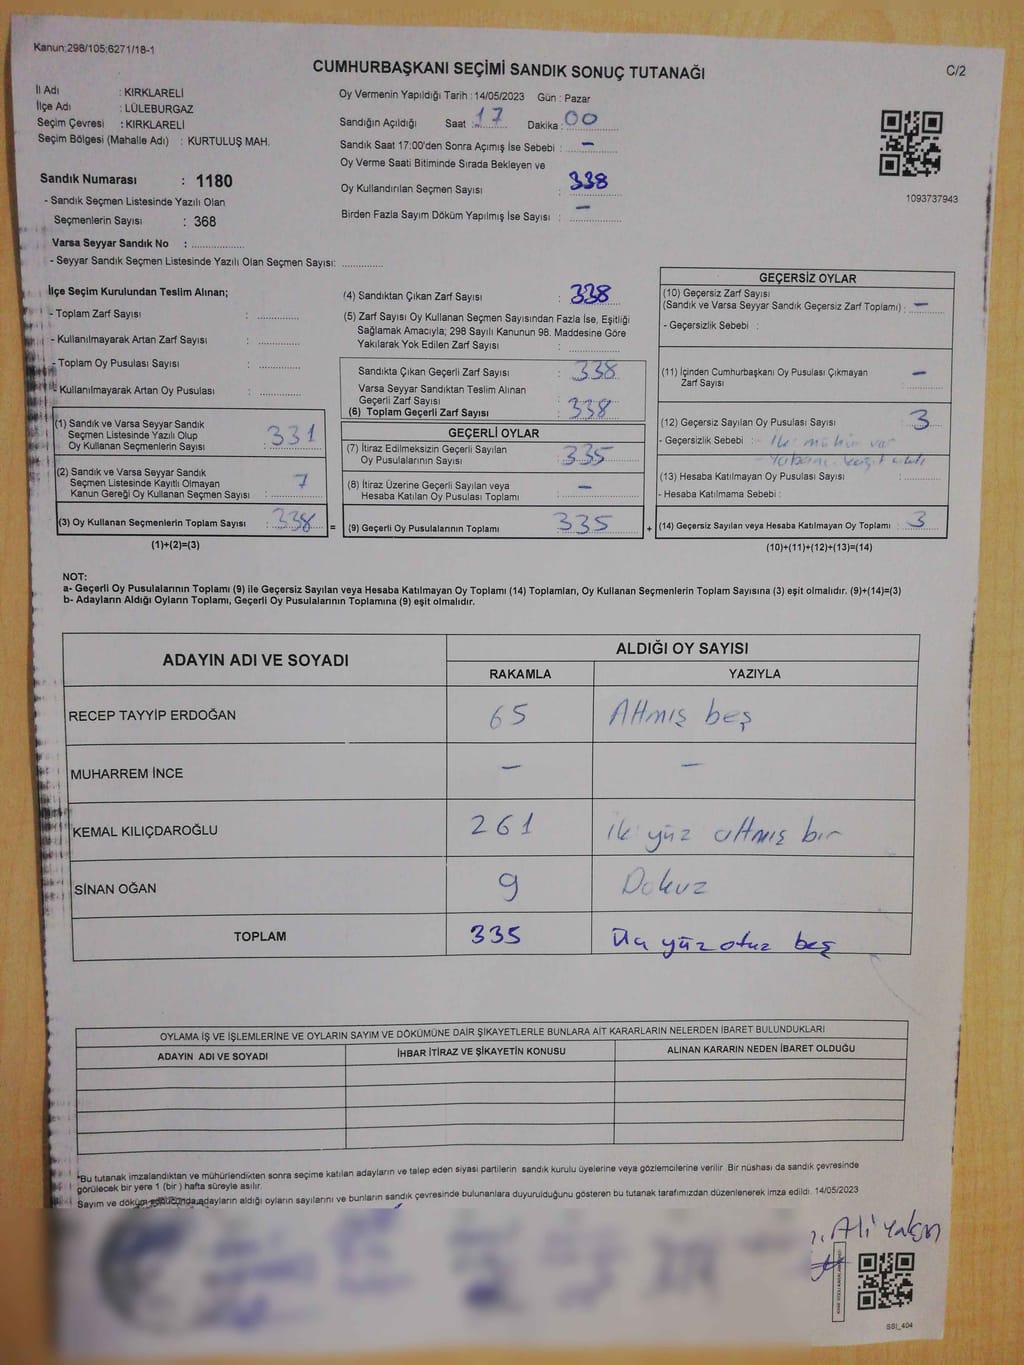 Kanun:298/105;6271/18-1
CUMHURBAŞKANI SEÇİMİ SANDIK SONUÇ TUTANAĞI
C/2
İl Adı : KIRKLARELİ
İlçe Adı : LÜLEBURGAZ
Seçim Çevresi : KIRKLARELİ
Seçim Bölgesi (Mahalle Adı) : KURTULUŞ MAH.
Sandık Numarası : 1180
- Sandık Seçmen Listesinde Yazılı Olan
Seçmenlerin Sayısı : 368
Varsa Seyyar Sandık No : ................
- Seyyar Sandık Seçmen Listesinde Yazılı Olan Seçmen Sayısı: ............
Oy Vermenin Yapıldığı Tarih : 14/05/2023 Gün : Pazar
Sandığın Açıldığı Saat : 17 Dakika : 00
Sandık Saat 17:00'den Sonra Açımış İse Sebebi : –
Oy Verme Saati Bitiminde Sırada Bekleyen ve
Oy Kullandırılan Seçmen Sayısı : 338
Birden Fazla Sayım Döküm Yapılmış İse Sayısı : –
1093737943
İlçe Seçim Kurulundan Teslim Alınan;
- Toplam Zarf Sayısı : ............
- Kullanılmayarak Artan Zarf Sayısı : ............
- Toplam Oy Pusulası Sayısı : ............
- Kullanılmayarak Artan Oy Pusulası : ............
(1) Sandık ve Varsa Seyyar Sandık
Seçmen Listesinde Yazılı Olup
Oy Kullanan Seçmenlerin Sayısı : 331
(2) Sandık ve Varsa Seyyar Sandık
Seçmen Listesinde Kayıtlı Olmayan
Kanun Gereği Oy Kullanan Seçmen Sayısı : 7
(3) Oy Kullanan Seçmenlerin Toplam Sayısı : 338 =
(1)+(2)=(3)
(4) Sandıktan Çıkan Zarf Sayısı : 338
(5) Zarf Sayısı Oy Kullanan Seçmen Sayısından Fazla İse, Eşitliği
Sağlamak Amacıyla; 298 Sayılı Kanunun 98. Maddesine Göre
Yakılarak Yok Edilen Zarf Sayısı : ............
Sandıkta Çıkan Geçerli Zarf Sayısı : 338
Varsa Seyyar Sandıktan Teslim Alınan
Geçerli Zarf Sayısı :
(6) Toplam Geçerli Zarf Sayısı 338
GEÇERLİ OYLAR
(7) İtiraz Edilmeksizin Geçerli Sayılan
Oy Pusulalarının Sayısı : 335
(8) İtiraz Üzerine Geçerli Sayılan veya
Hesaba Katılan Oy Pusulası Toplamı : –
(9) Geçerli Oy Pusulalarının Toplamı : 335 +
GEÇERSİZ OYLAR
(10) Geçersiz Zarf Sayısı
(Sandık ve Varsa Seyyar Sandık Geçersiz Zarf Toplamı) : –
- Geçersizlik Sebebi :
(11) İçinden Cumhurbaşkanı Oy Pusulası Çıkmayan
Zarf Sayısı : –
(12) Geçersiz Sayılan Oy Pusulası Sayısı : 3
- Geçersizlik Sebebi : - İki mühür var
- Yabancı kağıt
(13) Hesaba Katılmayan Oy Pusulası Sayısı : ............
- Hesaba Katılmama Sebebi :
(14) Geçersiz Sayılan veya Hesaba Katılmayan Oy Toplamı : 3
(10)+(11)+(12)+(13)=(14)
NOT:
a- Geçerli Oy Pusulalarının Toplamı (9) ile Geçersiz Sayılan veya Hesaba Katılmayan Oy Toplamı (14) Toplamları, Oy Kullanan Seçmenlerin Toplam Sayısına (3) eşit olmalıdır. (9)+(14)=(3)
b- Adayların Aldığı Oyların Toplamı, Geçerli Oy Pusulalarının Toplamına (9) eşit olmalıdır.
ADAYIN ADI VE SOYADI
ALDIĞI OY SAYISI
RAKAMLA YAZIYLA
RECEP TAYYİP ERDOĞAN 65 Altmış beş
MUHARREM İNCE – –
KEMAL KILIÇDAROĞLU 261 iki yüz altmış bir
SİNAN OĞAN 9 Dokuz
TOPLAM 335 Üç yüz otuz beş
OYLAMA İŞ VE İŞLEMLERİNE VE OYLARIN SAYIM VE DÖKÜMÜNE DAİR ŞİKAYETLERLE BUNLARA AİT KARARLARIN NELERDEN İBARET BULUNDUKLARI
ADAYIN ADI VE SOYADI İHBAR İTİRAZ VE ŞİKAYETİN KONUSU ALINAN KARARIN NEDEN İBARET OLDUĞU
*Bu tutanak imzalandıktan ve mühürlendikten sonra seçime katılan adayların ve talep eden siyasi partilerin sandık kurulu üyelerine veya gözlemcilerine verilir .Bir nüshası da sandık çevresinde
görülecek bir yere 1 (bir ) hafta süreyle asılır.
Sayım ve döküm sonucunda adayların aldığı oyların sayılarını ve bunların sandık çevresinde bulunanlara duyurulduğunu gösteren bu tutanak tarafımızdan düzenlenerek imza edildi. 14/05/2023
Ali Yalçın
SSI_404